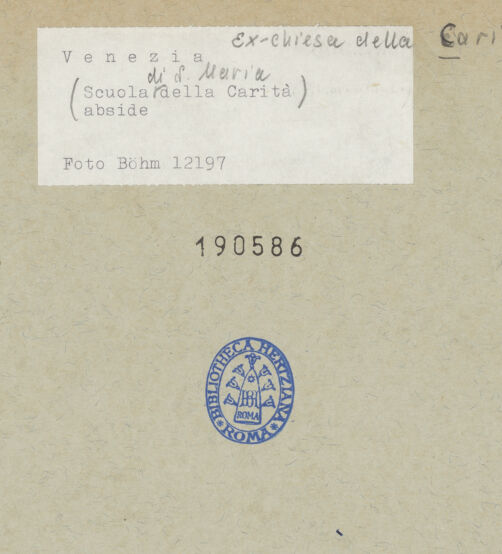 Ex-chiesa della Cari
Venezia
di S. Maria
(Scuola della Carità)
abside
Foto Böhm 12197
190586
BIBLIOTHECA HERTZIANA
ROMA
ROMA